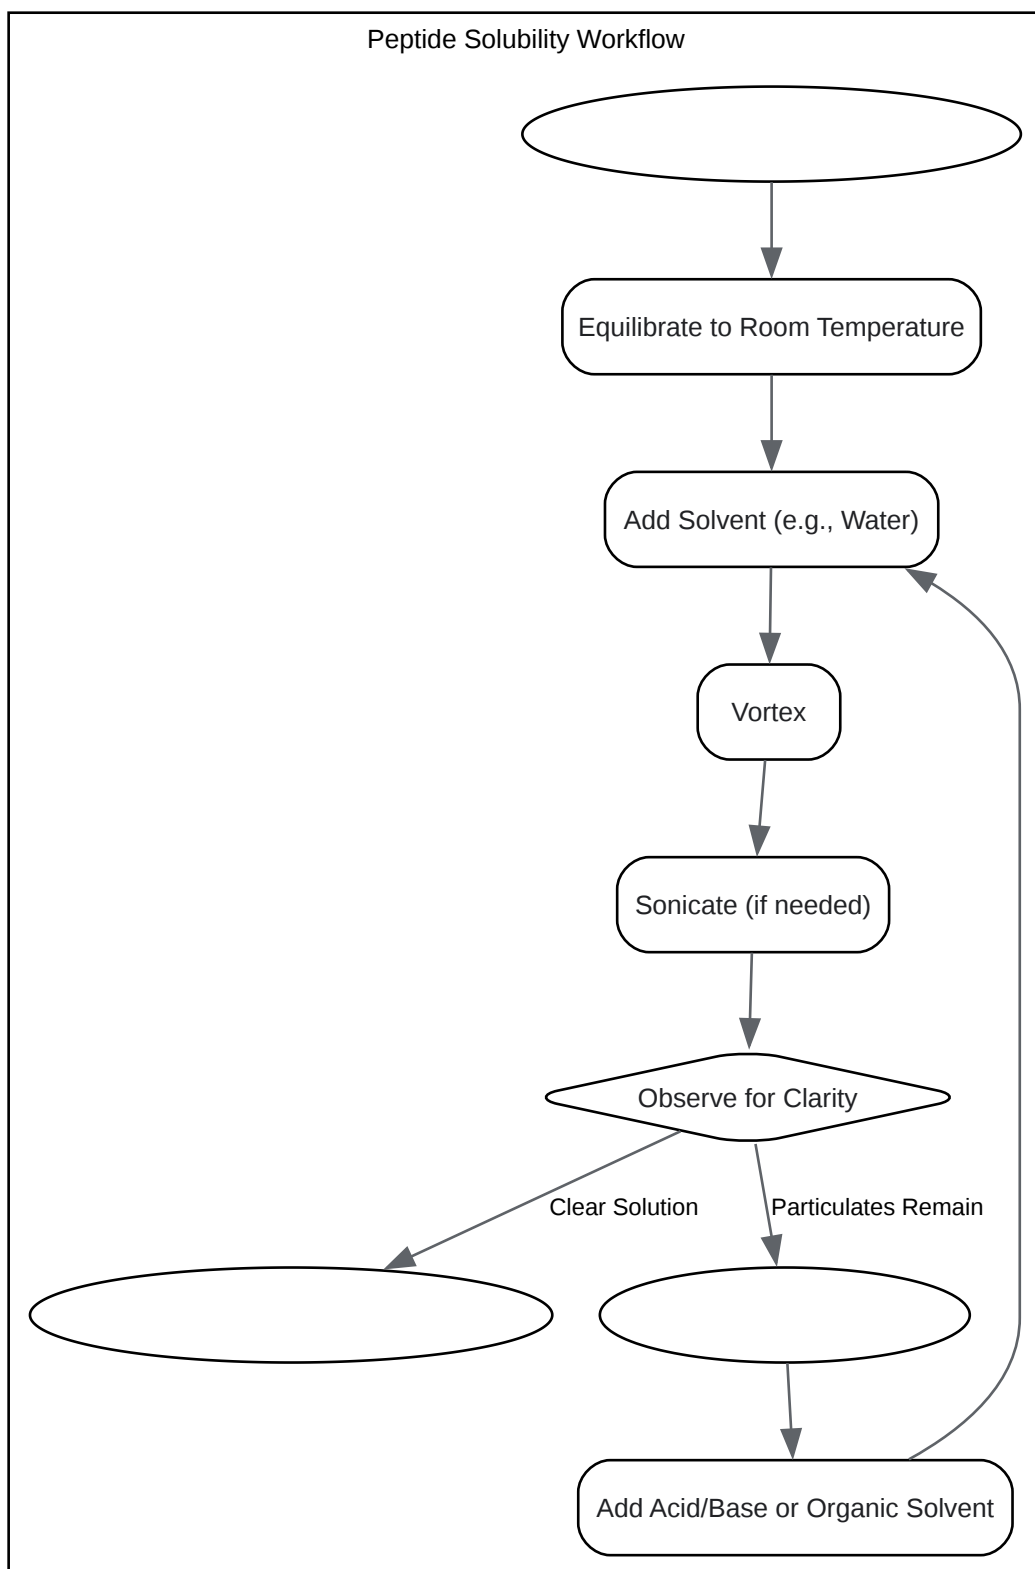 Peptide Solubility Workflow
Equilibrate to Room Temperature
Add Solvent (e.g., Water)
Vortex
Sonicate (if needed)
Observe for Clarity
Clear Solution
Particulates Remain
Add Acid/Base or Organic Solvent